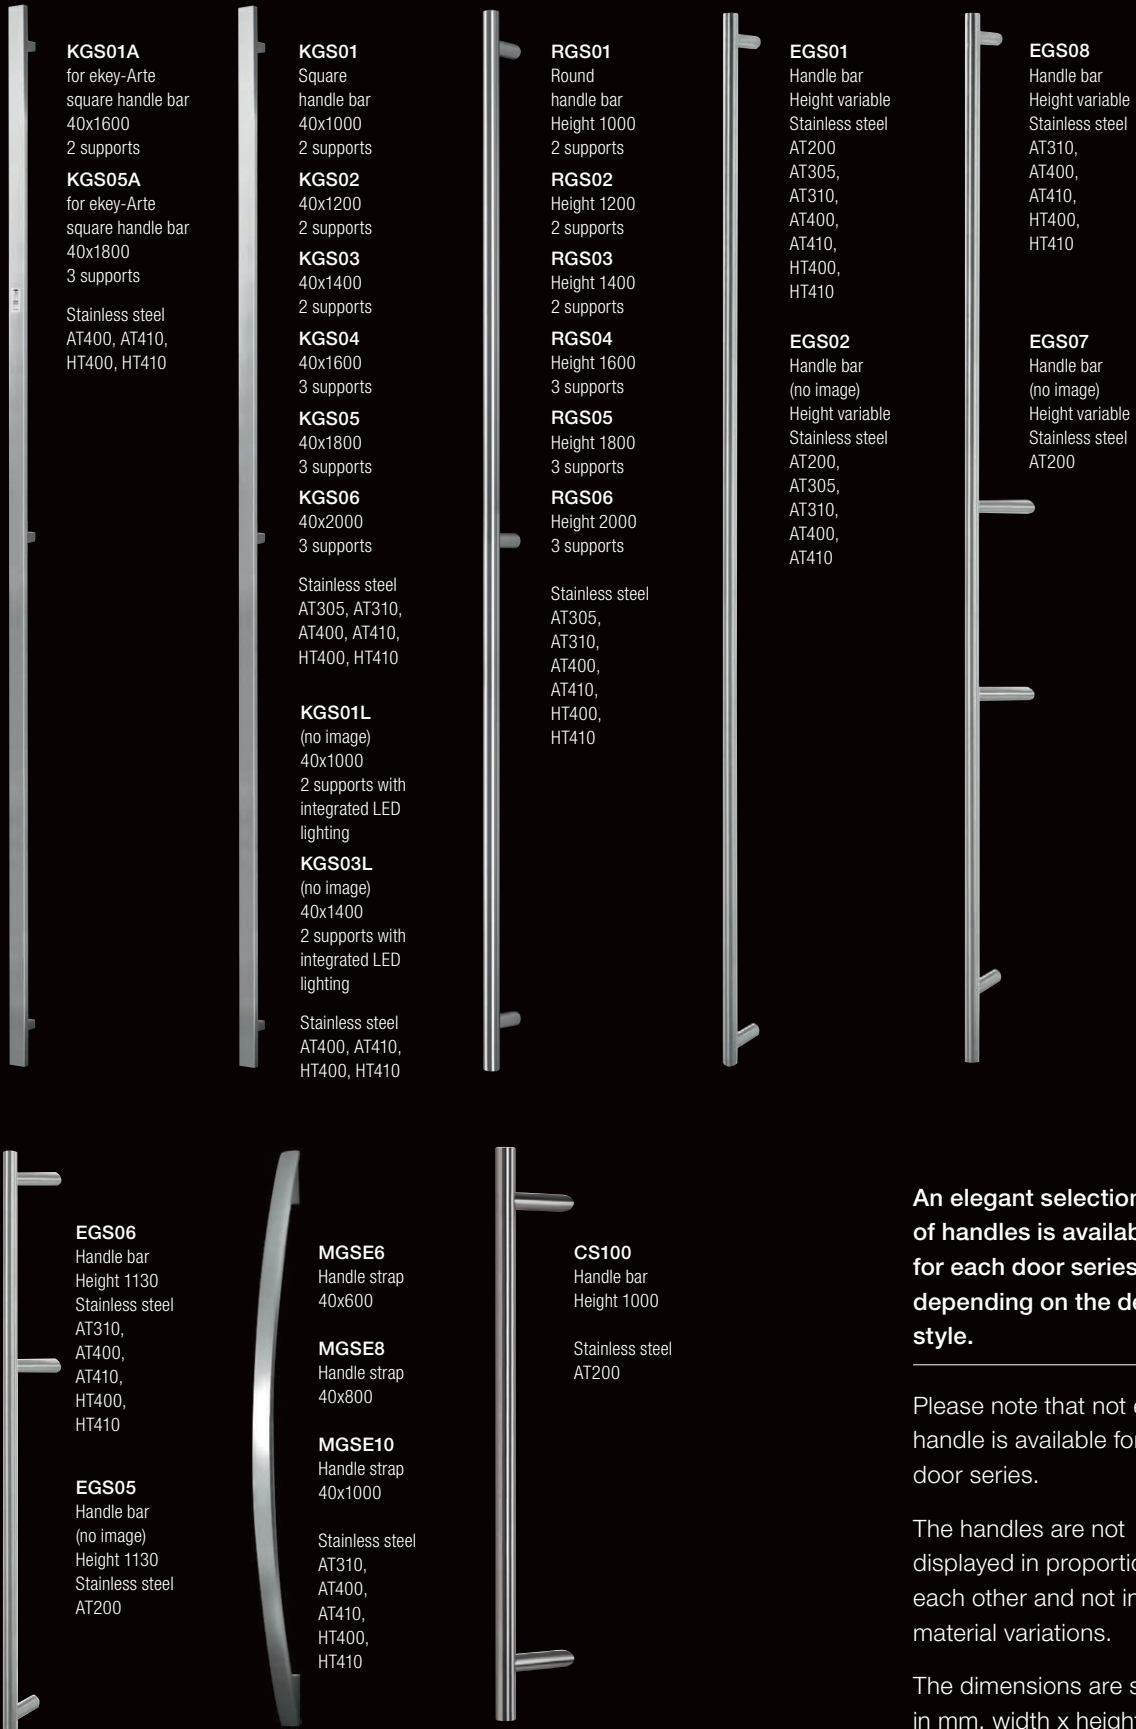 KGS01A
for ekey-Arte
square handle bar
40x1600
2 supports
KGS05A
for ekey-Arte
square handle bar
40x1800
3 supports
Stainless steel
AT400, AT410,
HT400, HT410
KGS01
Square
handle bar
40x1000
2 supports
KGS02
40x1200
2 supports
KGS03
40x1400
2 supports
KGS04
40x1600
3 supports
KGS05
40x1800
3 supports
KGS06
40x2000
3 supports
Stainless steel
AT305, AT310,
AT400, AT410,
HT400, HT410
KGS01L
(no image)
40x1000
2 supports with
integrated LED
lighting
KGS03L
(no image)
40x1400
2 supports with
integrated LED
lighting
Stainless steel
AT400, AT410,
HT400, HT410
RGS01
Round
handle bar
Height 1000
2 supports
RGS02
Height 1200
2 supports
RGS03
Height 1400
2 supports
RGS04
Height 1600
3 supports
RGS05
Height 1800
3 supports
RGS06
Height 2000
3 supports
Stainless steel
AT305,
AT310,
AT400,
AT410,
HT400,
HT410
EGS01
Handle bar
Height variable
Stainless steel
AT200
AT305,
AT310,
AT400,
AT410,
HT400,
HT410
EGS02
Handle bar
(no image)
Height variable
Stainless steel
AT200,
AT305,
AT310,
AT400,
AT410
EGS08
Handle bar
Height variable
Stainless steel
AT310,
AT400,
AT410,
HT400,
HT410
EGS07
Handle bar
(no image)
Height variable
Stainless steel
AT200
EGS06
Handle bar
Height 1130
Stainless steel
AT310,
AT400,
AT410,
HT400,
HT410
EGS05
Handle bar
(no image)
Height 1130
Stainless steel
AT200
MGSE6
Handle strap
40x600
MGSE8
Handle strap
40x800
MGSE10
Handle strap
40x1000
Stainless steel
AT310,
AT400,
AT410,
HT400,
HT410
CS100
Handle bar
Height 1000
Stainless steel
AT200
An elegant selection
of handles is
for each door series
depending on the
style.
Please note that not
handle is available for
door series.
The handles are not
displayed in
each other and not
material variations.
The dimensions are
in mm, width x height